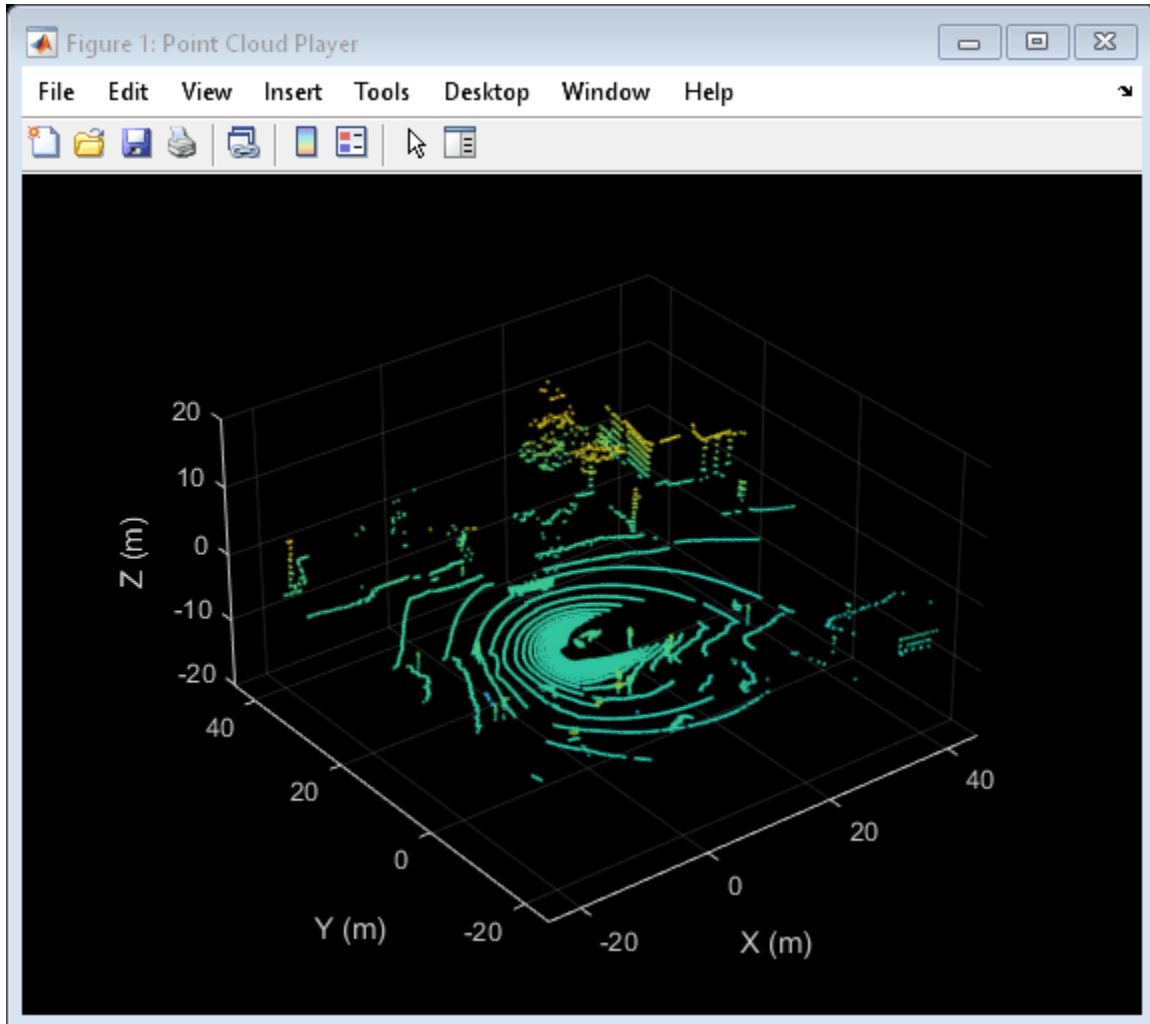 Figure 1: Point Cloud Player
File Edit View Insert Tools Desktop Window Help
20
10
0
-10
-20
Z (m)
40
20
0
-20
Y (m)
-20
0
20
40
X (m)